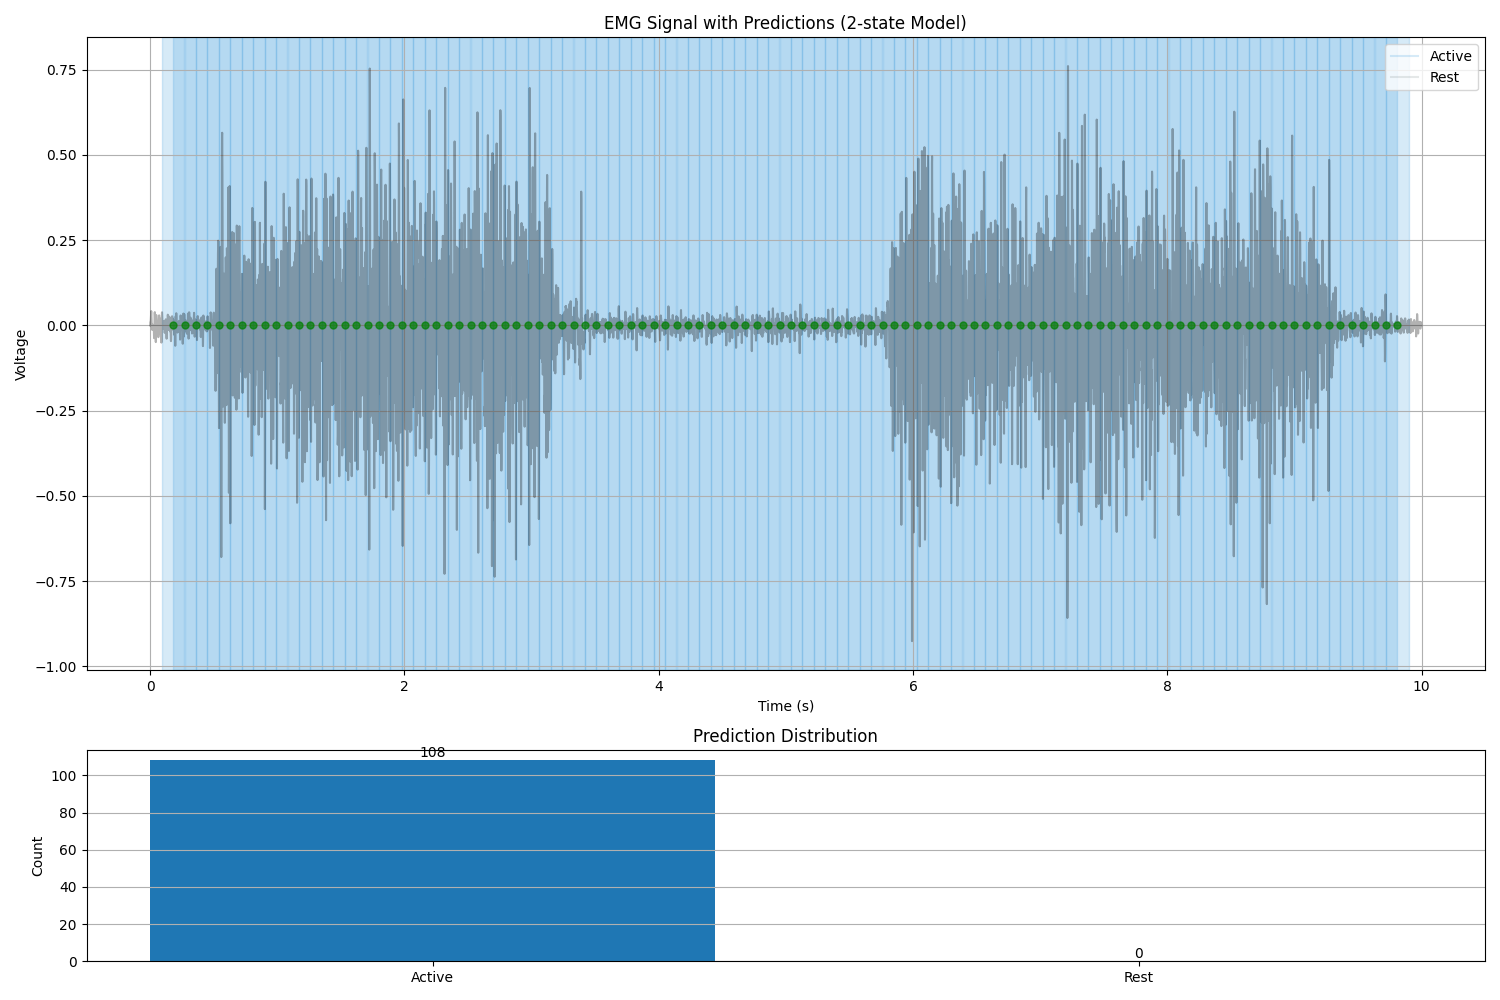 EMG Signal with Predictions (2-state Model)
Active
Rest
0.75
0.50
0.25
0.00
−0.25
−0.50
−0.75
−1.00
Voltage
0 2 4 6 8 10
Time (s)
Prediction Distribution
108
0
100
80
60
40
20
0
Count
Active Rest